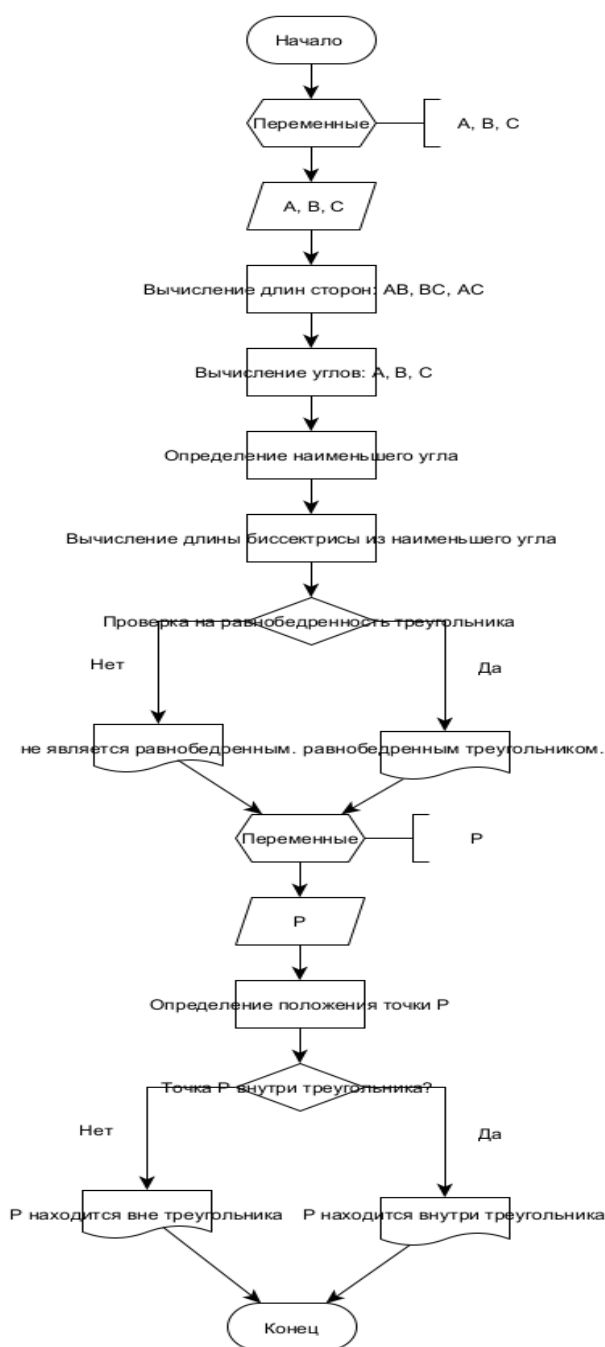 Начало
Переменные
A, B, C
A, B, C
Вычисление длин сторон: AB, BC, AC
Вычисление углов: A, B, C
Определение наименьшего угла
Вычисление длины биссектрисы из наименьшего угла
Проверка на равнобедренность треугольника
Нет
Да
не является равнобедренным.
равнобедренным треугольником.
Переменные
P
P
Определение положения точки P
Точка P внутри треугольника?
Нет
Да
P находится вне треугольника
P находится внутри треугольника
Конец